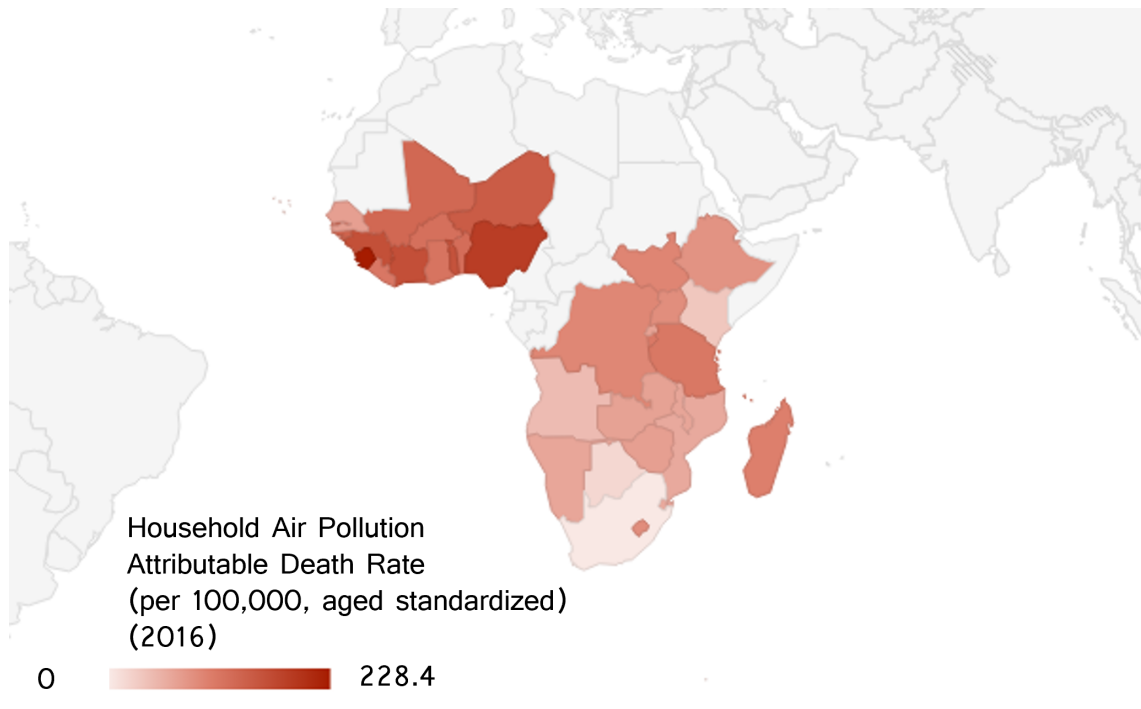 Household Air Pollution
Attributable Death Rate
(per 100,000, aged standardized)
(2016)
0 228.4